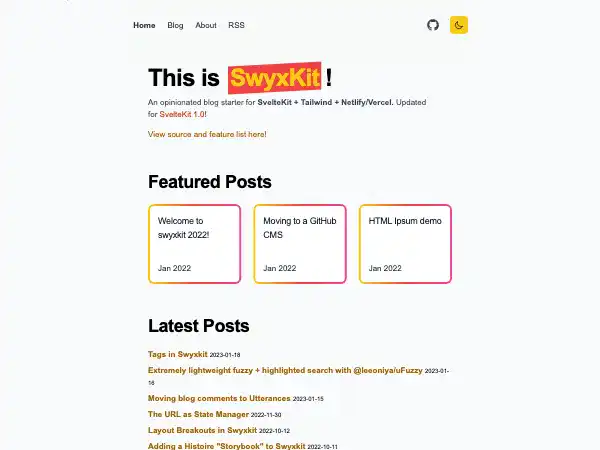 Home Blog About RSS
This is SwyxKit !
An opinionated blog starter for SvelteKit + Tailwind + Netlify/Vercel. Updated
for SvelteKit 1.0!
View source and feature list here!
Featured Posts
Welcome to
swyxkit 2022!
Jan 2022
Moving to a GitHub
CMS
Jan 2022
HTML Ipsum demo
Jan 2022
Latest Posts
Tags in Swyxkit 2023-01-18
Extremely lightweight fuzzy + highlighted search with @leeoniya/uFuzzy 2023-01-
16
Moving blog comments to Utterances 2023-01-15
The URL as State Manager 2022-11-30
Layout Breakouts in Swyxkit 2022-10-12
Adding a Histoire "Storybook" to Swyxkit 2022-10-11